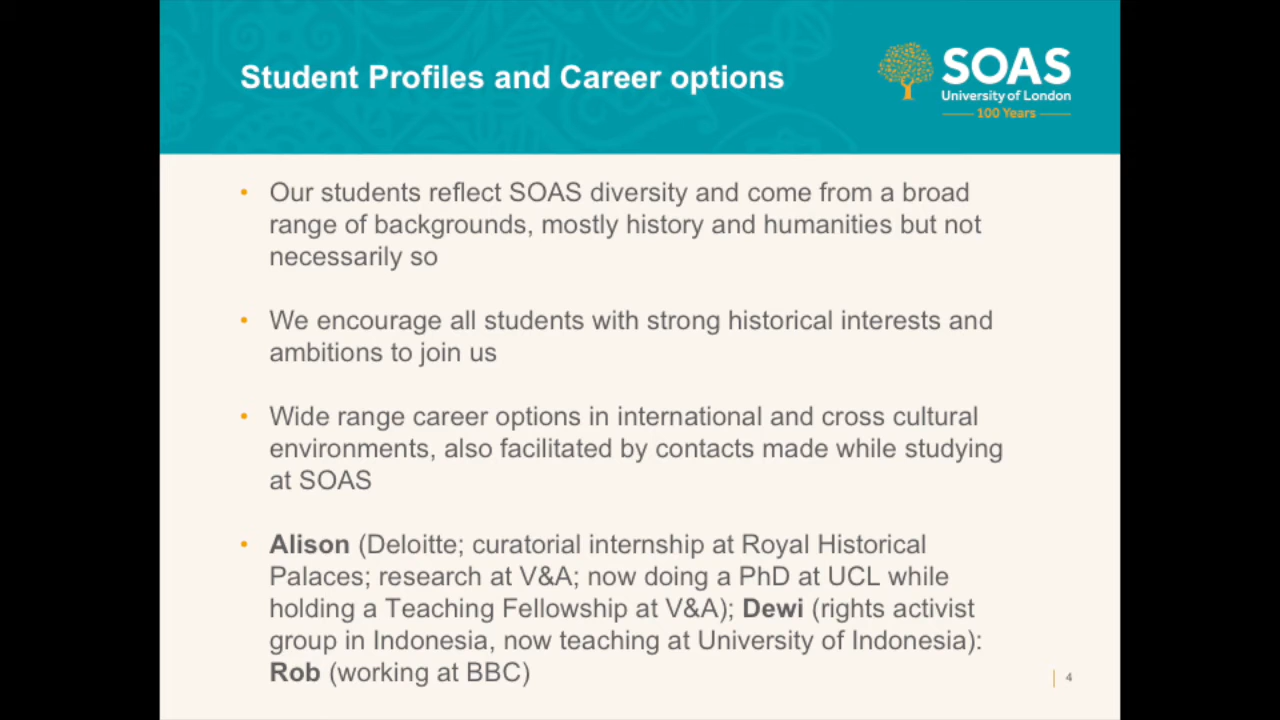 Student Profiles and Career options
SOAS
University of London
100 Years
• Our students reflect SOAS diversity and come from a broad
range of backgrounds, mostly history and humanities but not
necessarily so
• We encourage all students with strong historical interests and
ambitions to join us
• Wide range career options in international and cross cultural
environments, also facilitated by contacts made while studying
at SOAS
• Alison (Deloitte; curatorial internship at Royal Historical
Palaces; research at V&A; now doing a PhD at UCL while
holding a Teaching Fellowship at V&A); Dewi (rights activist
group in Indonesia, now teaching at University of Indonesia):
Rob (working at BBC)
4